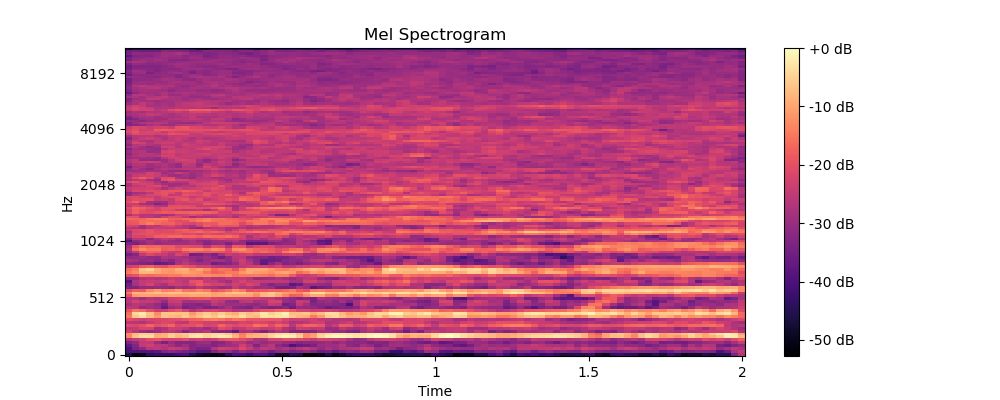 Mel Spectrogram
Hz
8192
4096
2048
1024
512
0
0
0.5
1
1.5
2
Time
+0 dB
-10 dB
-20 dB
-30 dB
-40 dB
-50 dB